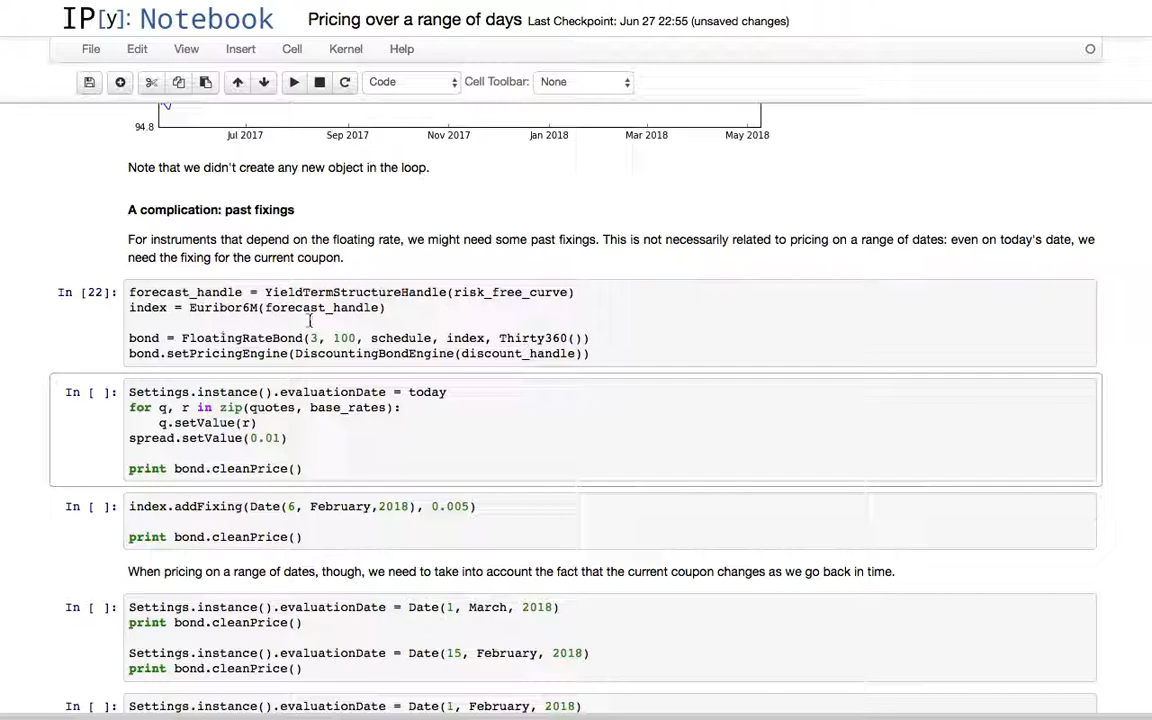 IP[y]: Notebook
Pricing over a range of days Last Checkpoint: Jun 27 22:55 (unsaved changes)
File Edit View Insert Cell Kernel Help
Code Cell Toolbar: None
94.8
Jul 2017 Sep 2017 Nov 2017 Jan 2018 Mar 2018 May 2018
Note that we didn't create any new object in the loop.
A complication: past fixings
For instruments that depend on the floating rate, we might need some past fixings. This is not necessarily related to pricing on a range of dates: even on today's date, we
need the fixing for the current coupon.
In [22]: forecast_handle = YieldTermStructureHandle(risk_free_curve)
index = Euribor6M(forecast_handle)
bond = FloatingRateBond(3, 100, schedule, index, Thirty360())
bond.setPricingEngine(DiscountingBondEngine(discount_handle))
In [ ]: Settings.instance().evaluationDate = today
for q, r in zip(quotes, base_rates):
q.setValue(r)
spread.setValue(0.01)
print bond.cleanPrice()
In [ ]: index.addFixing(Date(6, February,2018), 0.005)
print bond.cleanPrice()
When pricing on a range of dates, though, we need to take into account the fact that the current coupon changes as we go back in time.
In [ ]: Settings.instance().evaluationDate = Date(1, March, 2018)
print bond.cleanPrice()
Settings.instance().evaluationDate = Date(15, February, 2018)
print bond.cleanPrice()
In [ ]: Settings.instance().evaluationDate = Date(1, February, 2018)